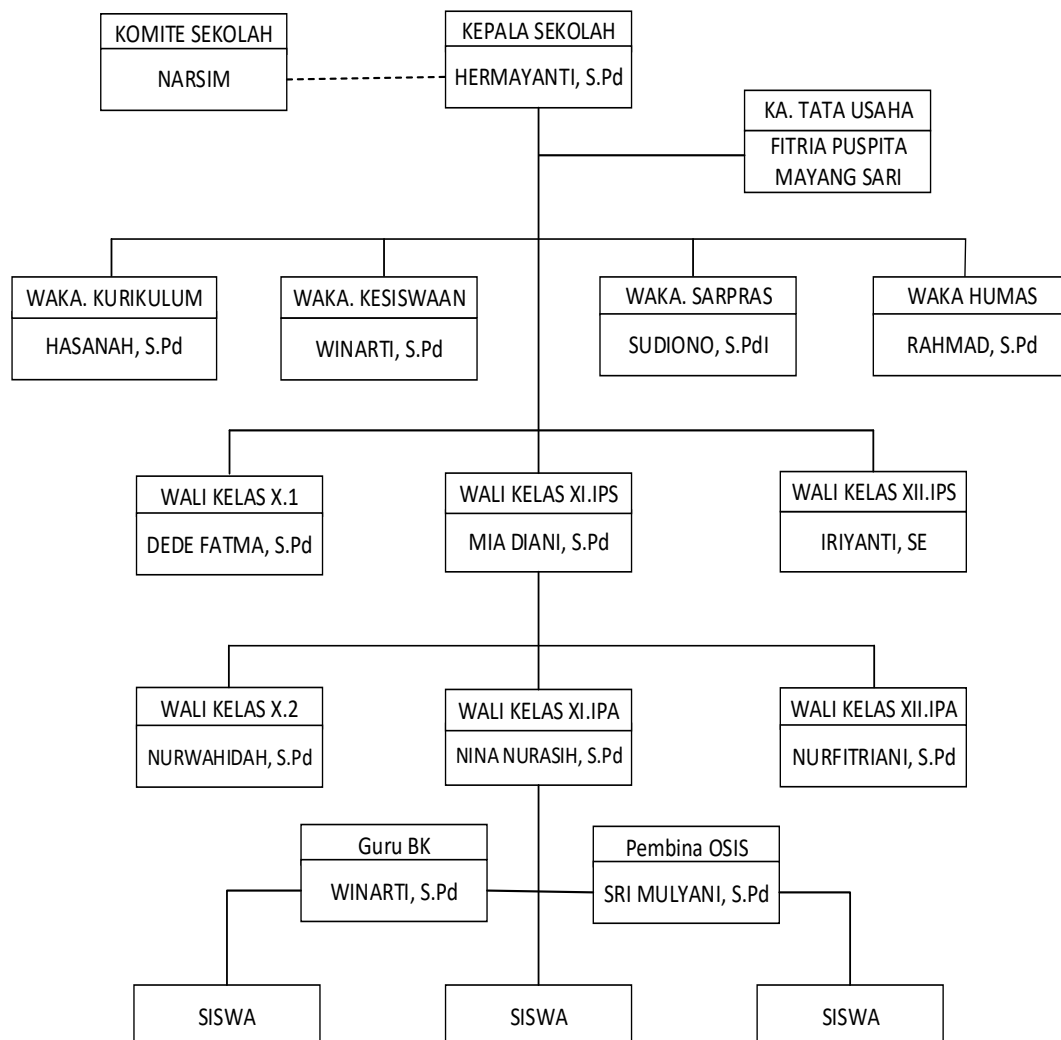 KOMITE SEKOLAH
NARSIM
KEPALA SEKOLAH
HERMAYANTI, S.Pd
KA. TATA USAHA
FITRIA PUSPITA
MAYANG SARI
WAKA. KURIKULUM
HASANAH, S.Pd
WAKA. KESISWAAN
WINARTI, S.Pd
WAKA. SARPRAS
SUDIONO, S.PdI
WAKA HUMAS
RAHMAD, S.Pd
WALI KELAS X.1
DEDE FATMA, S.Pd
WALI KELAS XI.IPS
MIA DIANI, S.Pd
WALI KELAS XII.IPS
IRIYANTI, SE
WALI KELAS X.2
NURWAHIDAH, S.Pd
WALI KELAS XI.IPA
NINA NURASIH, S.Pd
WALI KELAS XII.IPA
NURFITRIANI, S.Pd
Guru BK
WINARTI, S.Pd
Pembina OSIS
SRI MULYANI, S.Pd
SISWA
SISWA
SISWA